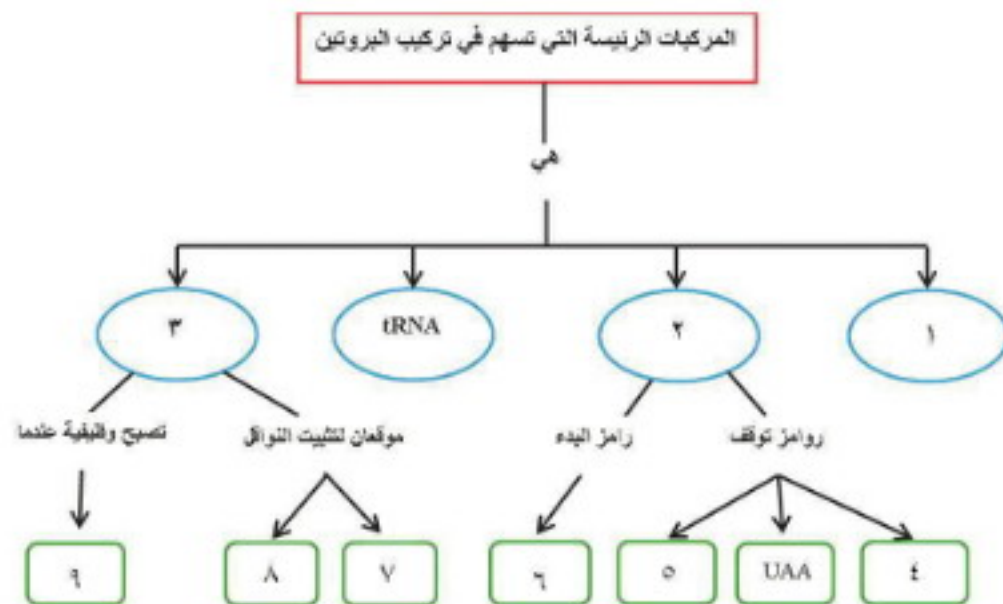 المركبات الرئيسة التي تسهم في تركيب البروتين
هي
١
٢
tRNA
٣
روامز توقف
رامز البدء
موقعان لتثبيت النواقل
تصبح وظيفية عندما
٤
UAA
٥
٦
٧
٨
٩